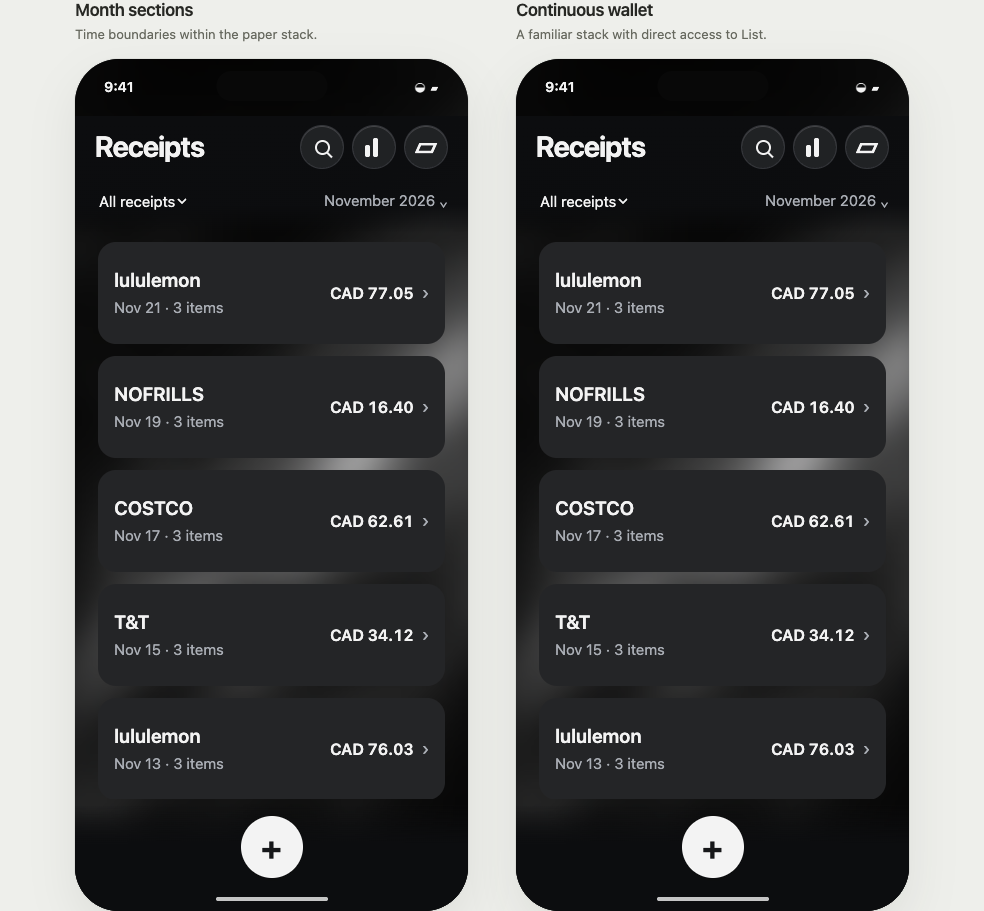 Month sections
Time boundaries within the paper stack.
9:41
Receipts
All receipts
November 2026
lululemon
Nov 21 · 3 items
CAD 77.05
NOFRILLS
Nov 19 · 3 items
CAD 16.40
COSTCO
Nov 17 · 3 items
CAD 62.61
T&T
Nov 15 · 3 items
CAD 34.12
lululemon
Nov 13 · 3 items
CAD 76.03
+
Continuous wallet
A familiar stack with direct access to List.
9:41
Receipts
All receipts
November 2026
lululemon
Nov 21 · 3 items
CAD 77.05
NOFRILLS
Nov 19 · 3 items
CAD 16.40
COSTCO
Nov 17 · 3 items
CAD 62.61
T&T
Nov 15 · 3 items
CAD 34.12
lululemon
Nov 13 · 3 items
CAD 76.03
+